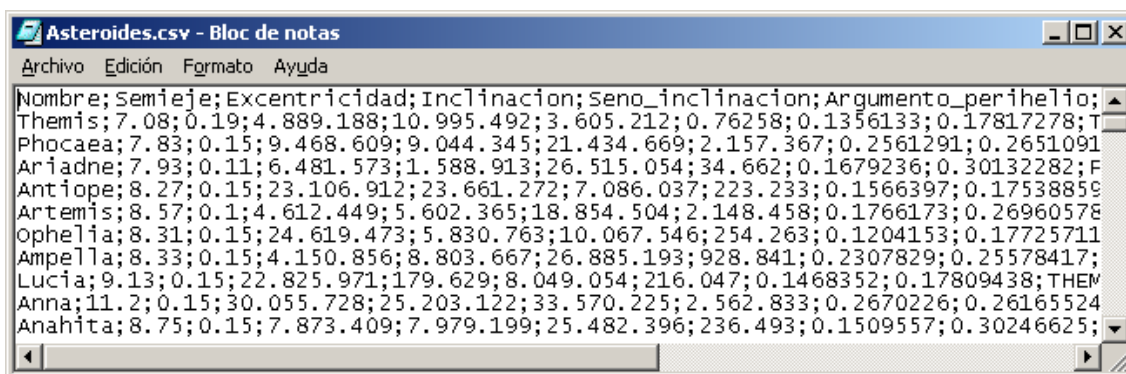 Asteroides.csv - Bloc de notas
Archivo Edición Formato Ayuda
Nombre;Semieje;Excentricidad;Inclinacion;Seno_inclinacion;Argumento_perihelio;
Themis;7.08;0.19;4.889.188;10.995.492;3.605.212;0.76258;0.1356133;0.17817278;T
Phocaea;7.83;0.15;9.468.609;9.044.345;21.434.669;2.157.367;0.2561291;0.2651091
Ariadne;7.93;0.11;6.481.573;1.588.913;26.515.054;34.662;0.1679236;0.30132282;F
Antiope;8.27;0.15;23.106.912;23.661.272;7.086.037;223.233;0.1566397;0.17538859
Artemis;8.57;0.1;4.612.449;5.602.365;18.854.504;2.148.458;0.1766173;0.26960578
Ophelia;8.31;0.15;24.619.473;5.830.763;10.067.546;254.263;0.1204153;0.17725711
Ampella;8.33;0.15;4.150.856;8.803.667;26.885.193;928.841;0.2307829;0.25578417;
Lucia;9.13;0.15;22.825.971;179.629;8.049.054;216.047;0.1468352;0.17809438;THEM
Anna;11.2;0.15;30.055.728;25.203.122;33.570.225;2.562.833;0.2670226;0.26165524
Anahita;8.75;0.15;7.873.409;7.979.199;25.482.396;236.493;0.1509557;0.30246625;